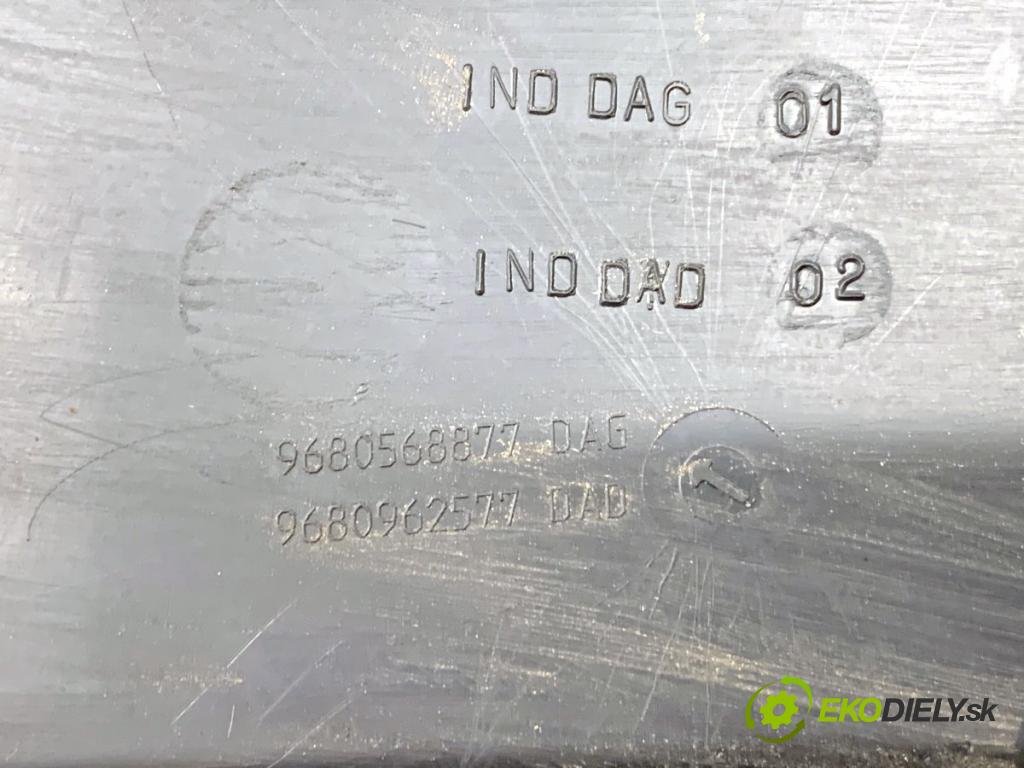 IND DAG 01
IND DAD 02
9680568877 DAG
9680962577 DAD
EKODIELY.sk